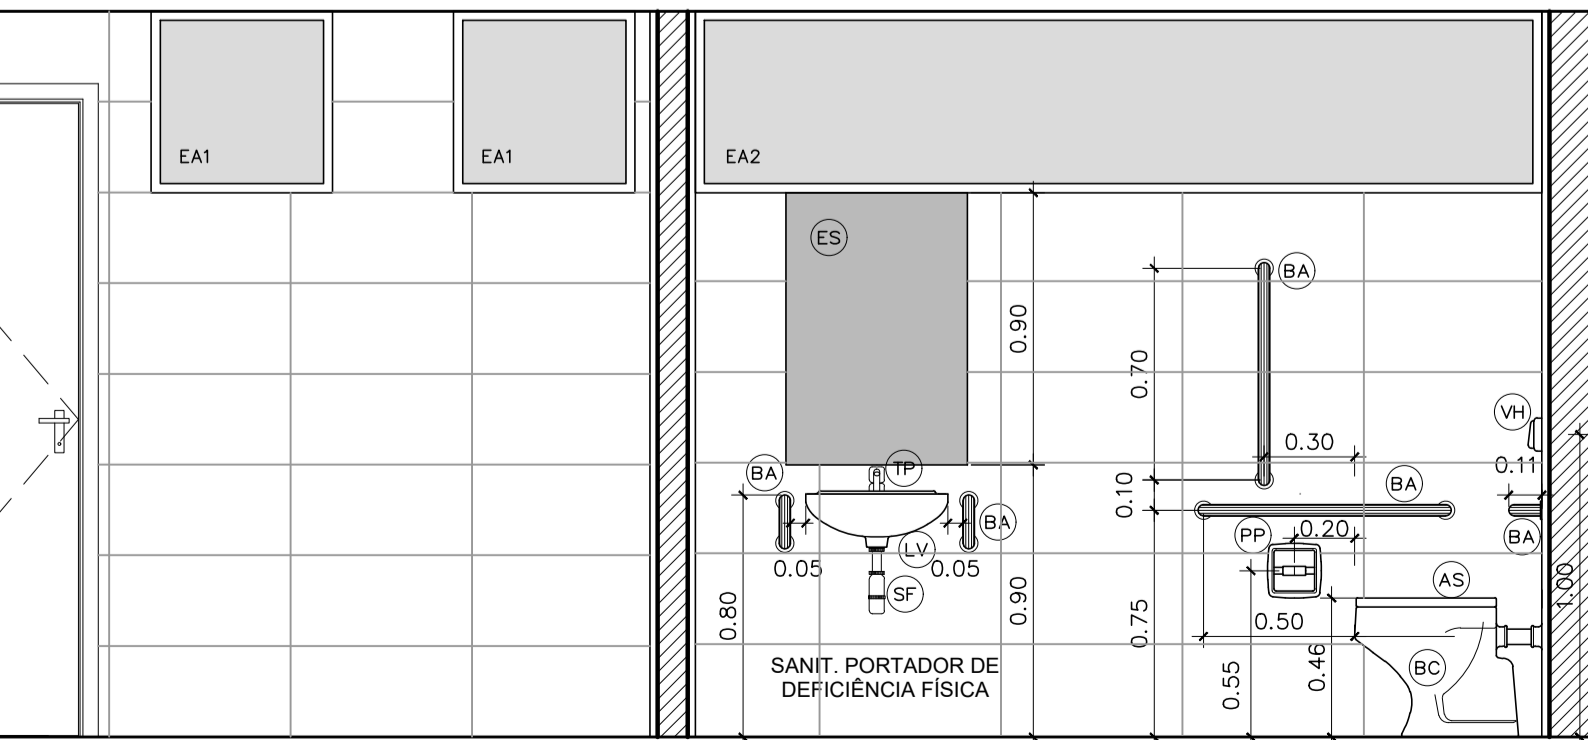 EA1
EA1
EA2
ES
BA
0.90
0.70
VH
0.30
0.11
BA
TP
BA
0.10
BA
PP
0.20
BA
LV
0.05
0.05
SF
AS
1.00
0.80
0.90
0.75
0.50
0.55
0.46
BC
SANIT. PORTADOR DE
DEFICIÊNCIA FÍSICA